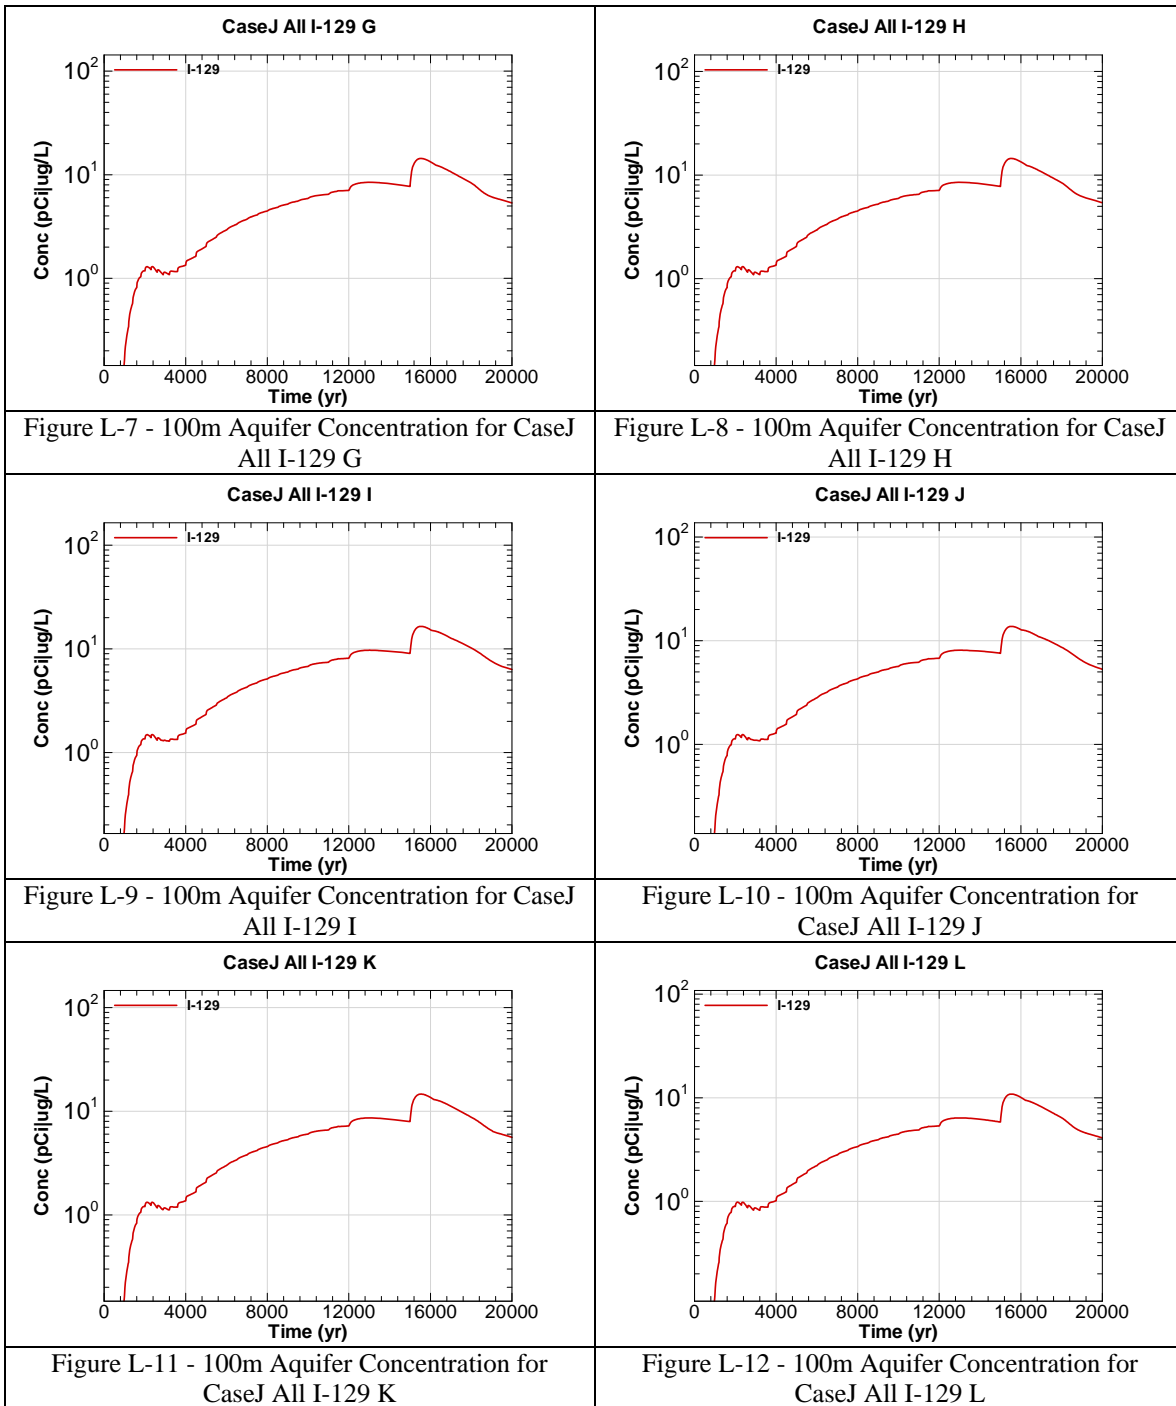 CaseJ All I-129 G
10²
I-129
10¹
10⁰
Conc (pCi|ug/L)
0 4000 8000 12000 16000 20000
Time (yr)
Figure L-7 - 100m Aquifer Concentration for CaseJ
All I-129 G
CaseJ All I-129 H
10²
I-129
10¹
10⁰
Conc (pCi|ug/L)
0 4000 8000 12000 16000 20000
Time (yr)
Figure L-8 - 100m Aquifer Concentration for CaseJ
All I-129 H
CaseJ All I-129 I
10²
I-129
10¹
10⁰
Conc (pCi|ug/L)
0 4000 8000 12000 16000 20000
Time (yr)
Figure L-9 - 100m Aquifer Concentration for CaseJ
All I-129 I
CaseJ All I-129 J
10²
I-129
10¹
10⁰
Conc (pCi|ug/L)
0 4000 8000 12000 16000 20000
Time (yr)
Figure L-10 - 100m Aquifer Concentration for
CaseJ All I-129 J
CaseJ All I-129 K
10²
I-129
10¹
10⁰
Conc (pCi|ug/L)
0 4000 8000 12000 16000 20000
Time (yr)
Figure L-11 - 100m Aquifer Concentration for
CaseJ All I-129 K
CaseJ All I-129 L
10²
I-129
10¹
10⁰
Conc (pCi|ug/L)
0 4000 8000 12000 16000 20000
Time (yr)
Figure L-12 - 100m Aquifer Concentration for
CaseJ All I-129 L